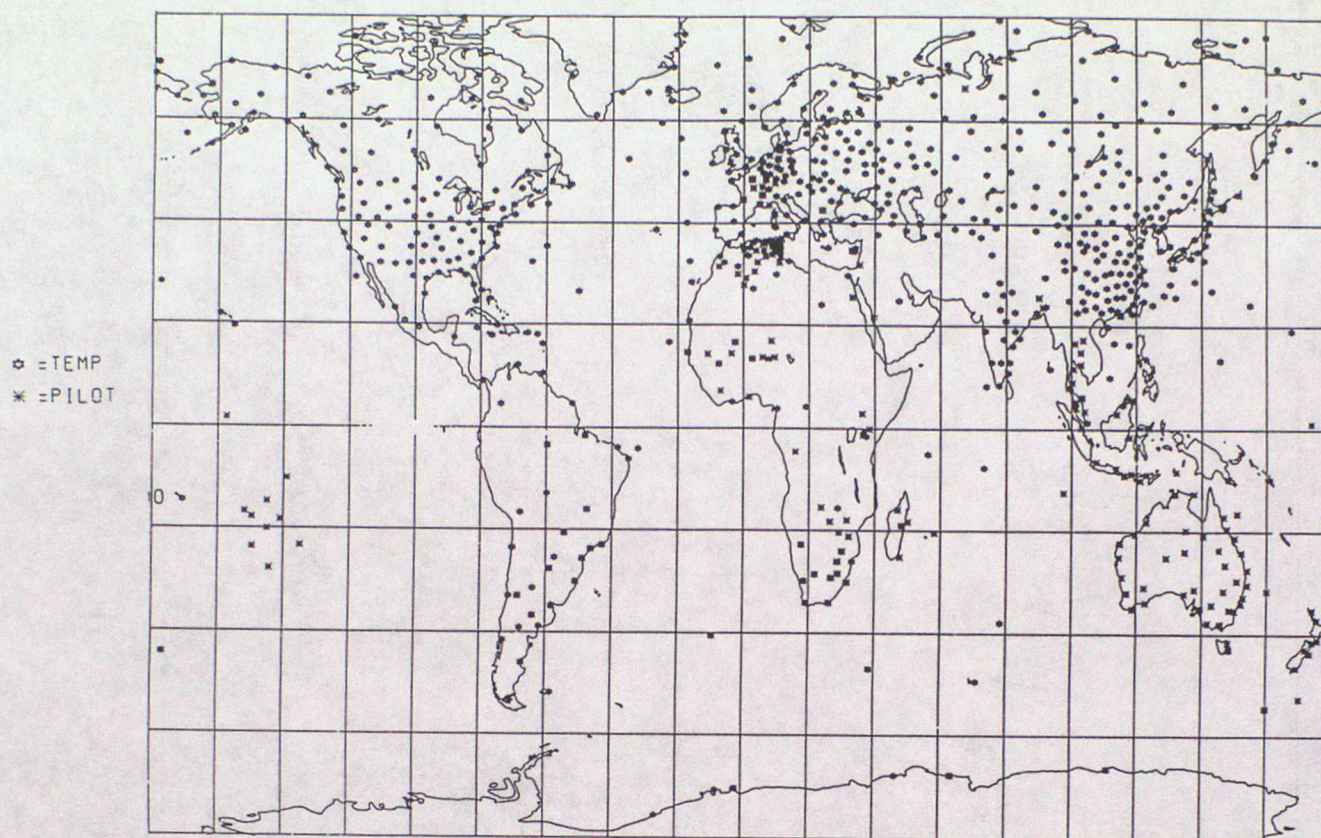 ✿ =TEMP
* =PILOT